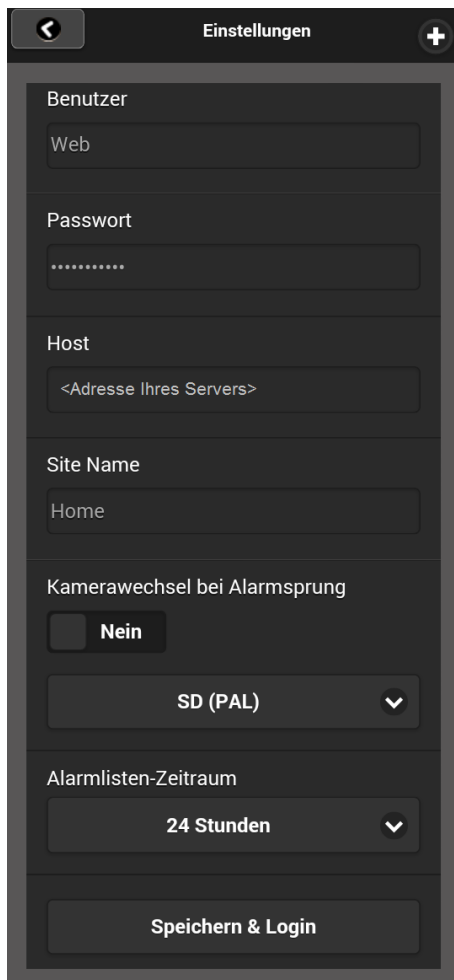 Einstellungen
Benutzer
Web
Passwort
•••••••••••
Host
<Adresse Ihres Servers>
Site Name
Home
Kamerawechsel bei Alarmsprung
Nein
SD (PAL)
Alarmlisten-Zeitraum
24 Stunden
Speichern & Login